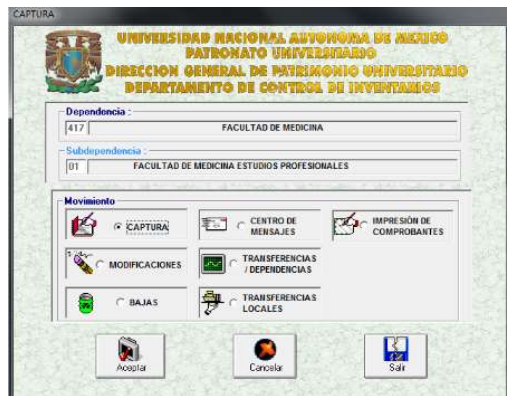 CAPTURA
UNIVERSIDAD NACIONAL AUTONOMA DE MEXICO
PATRONATO UNIVERSITARIO
DIRECCION GENERAL DE PATRIMONIO UNIVERSITARIO
DEPARTAMENTO DE CONTROL DE INVENTARIOS
Dependencia :
417 FACULTAD DE MEDICINA
Subdependencia :
01 FACULTAD DE MEDICINA ESTUDIOS PROFESIONALES
Movimiento
CAPTURA
CENTRO DE
MENSAJES
IMPRESIÓN DE
COMPROBANTES
MODIFICACIONES
TRANSFERENCIAS
/ DEPENDENCIAS
BAJAS
TRANSFERENCIAS
LOCALES
Aceptar
Cancelar
Salir